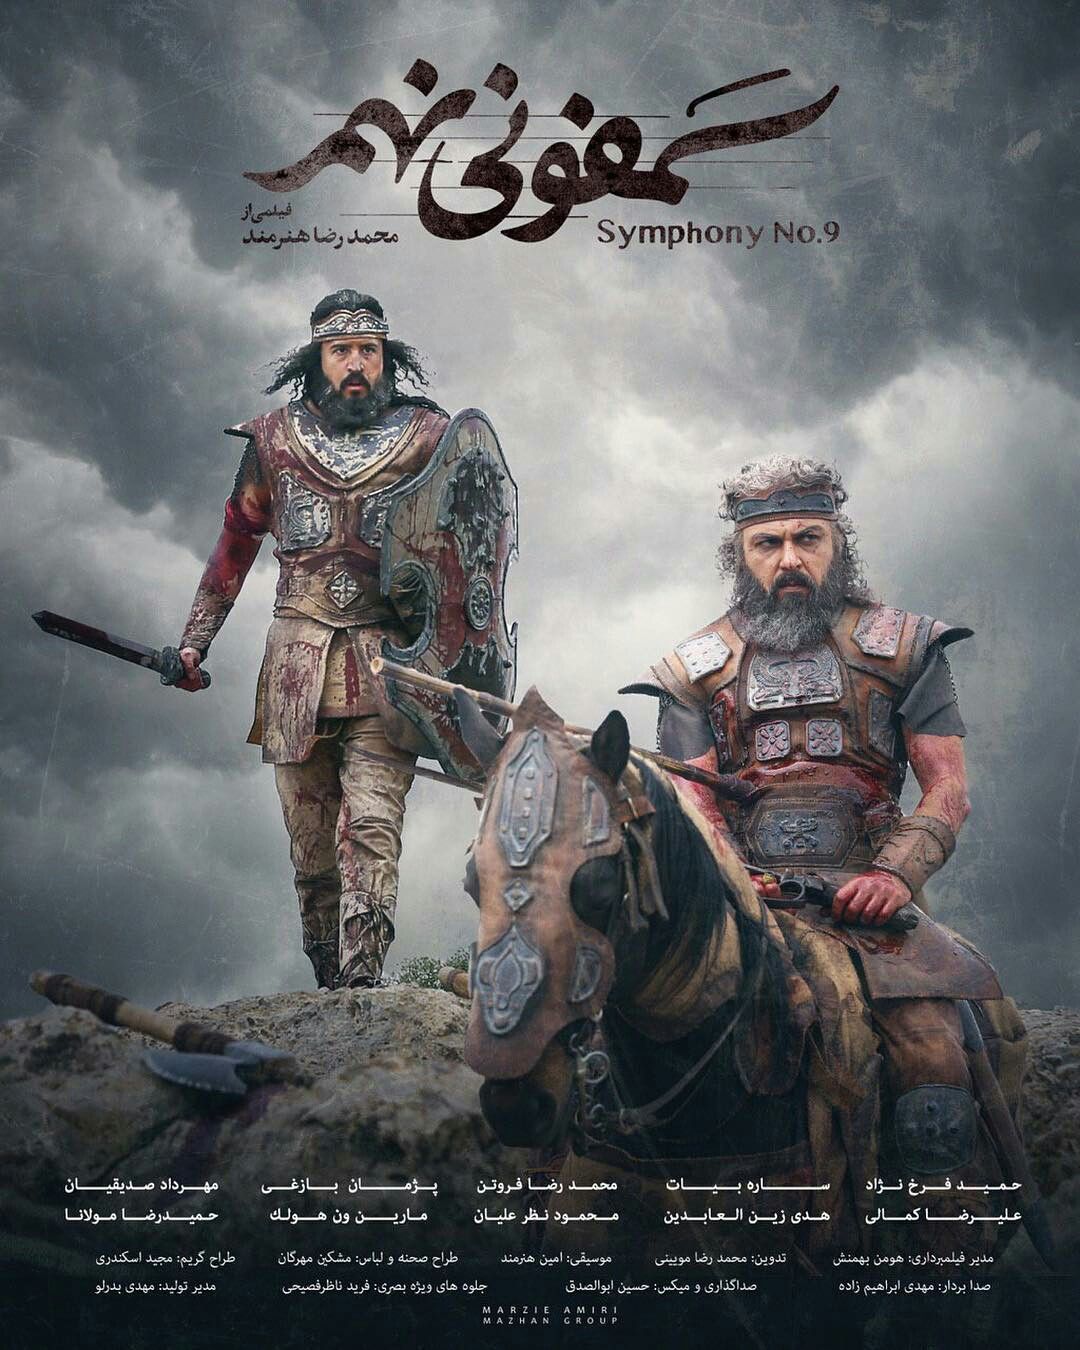 سمفونی نهم
Symphony No.9
فیلمی از
محمد رضا هنرمند
حمید فرخ نژاد ساره بیات محمد رضا فروتن پژمان بازغی مهرداد صدیقیان
علیرضا کمالی هدی زین العابدین محمود نظر علیان مارین ون هولک حمیدرضا مولانا
مدیر فیلمبرداری: هومن بهمنش تدوین: محمد رضا مویینی موسیقی: امین هنرمند طراح صحنه و لباس: مشکین مهرگان طراح گریم: مجید اسکندری
صدا بردار: مهدی ابراهیم زاده صداگذاری و میکس: حسین ابوالصدق جلوه های ویژه بصری: فرید ناظرفصیحی مدیر تولید: مهدی بدرلو
MARZIE AMIRI
MAZHAN GROUP